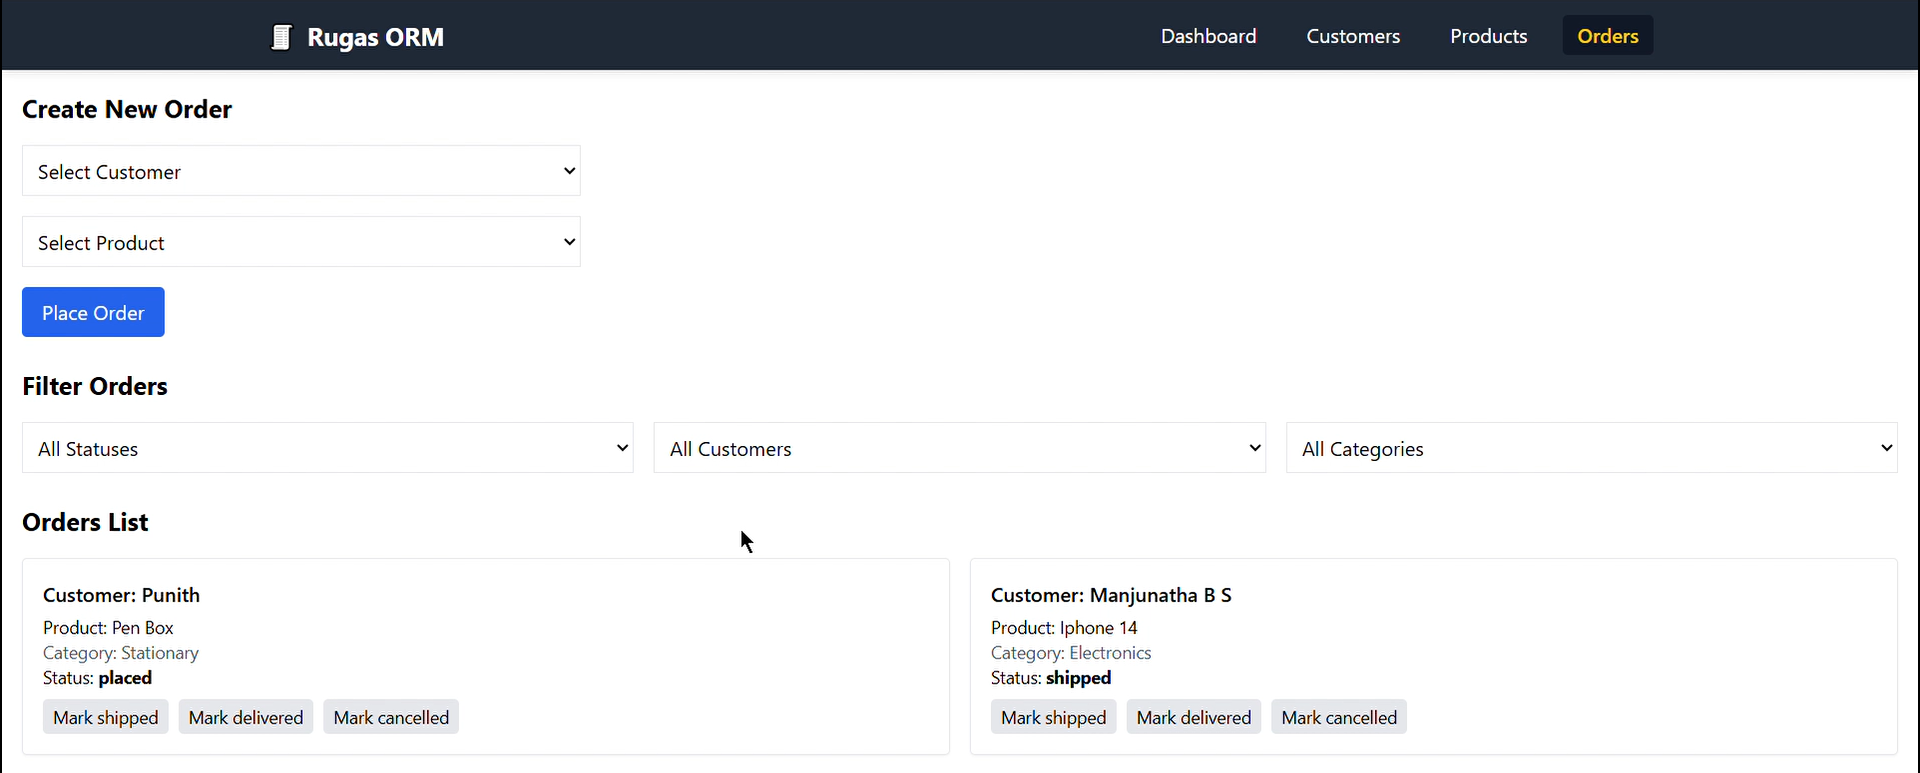 Rugas ORM
Dashboard Customers Products Orders
Create New Order
Select Customer
Select Product
Place Order
Filter Orders
All Statuses All Customers All Categories
Orders List
Customer: Punith
Product: Pen Box
Category: Stationary
Status: placed
Mark shipped Mark delivered Mark cancelled
Customer: Manjunatha B S
Product: Iphone 14
Category: Electronics
Status: shipped
Mark shipped Mark delivered Mark cancelled